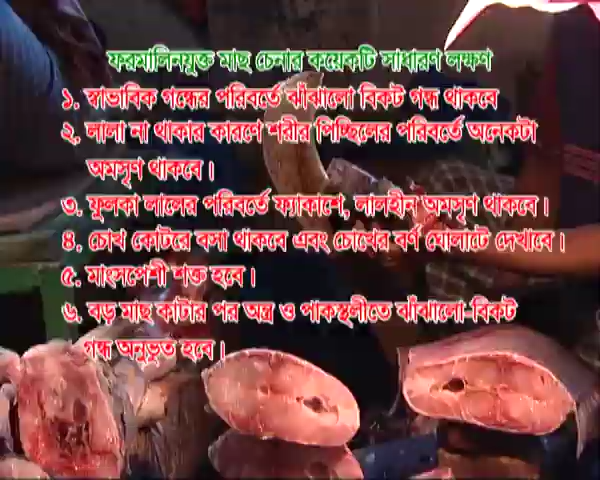 ফরমালিনযুক্ত মাছ চেনার কয়েকটি সাধারণ লক্ষণ
১. স্বাভাবিক গন্ধের পরিবর্তে ঝাঁঝালো বিকট গন্ধ থাকবে
২. লালা না থাকার কারণে শরীর পিচ্ছিলের পরিবর্তে অনেকটা
অমসৃণ থাকবে।
৩. ফুলকা লালের পরিবর্তে ফ্যাকাশে, লালহীন অমসৃণ থাকবে।
৪. চোখ কোটরে বসা থাকবে এবং চোখের বর্ণ ঘোলাটে দেখাবে।
৫. মাংসপেশী শক্ত হবে।
৬. বড় মাছ কাটার পর অন্ত্র ও পাকস্থলীতে ঝাঁঝালো-বিকট
গন্ধ অনুভূত হবে।